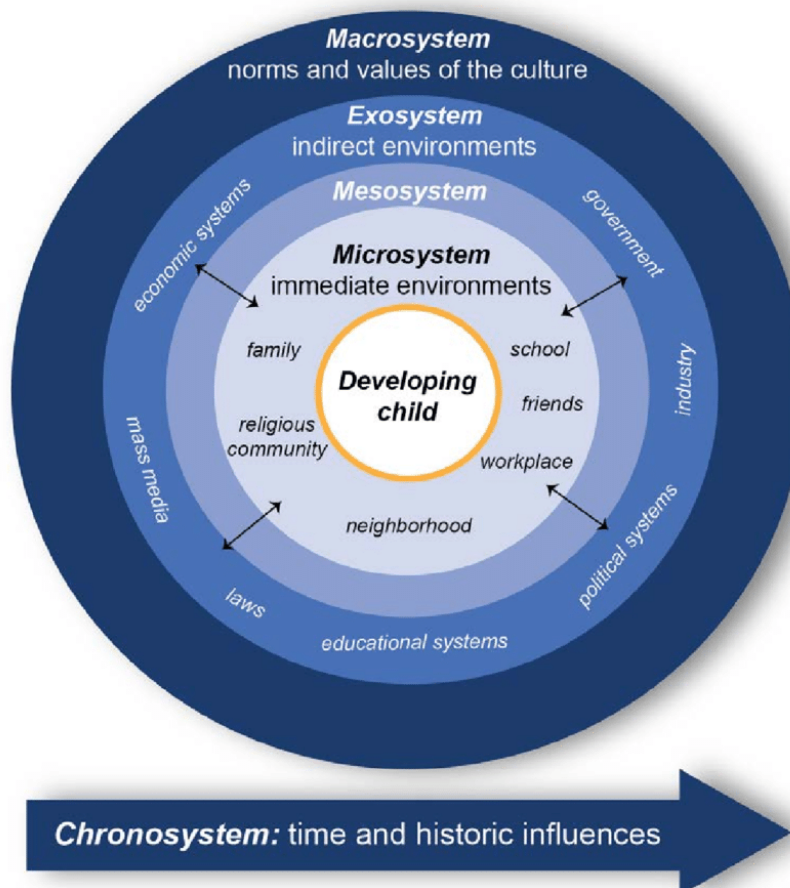 Macrosystem
norms and values of the culture
Exosystem
indirect environments
Mesosystem
Microsystem
immediate environments
economic systems
government
family
school
Developing
child
friends
industry
religious
community
mass media
workplace
neighborhood
political systems
laws
educational systems
Chronosystem: time and historic influences